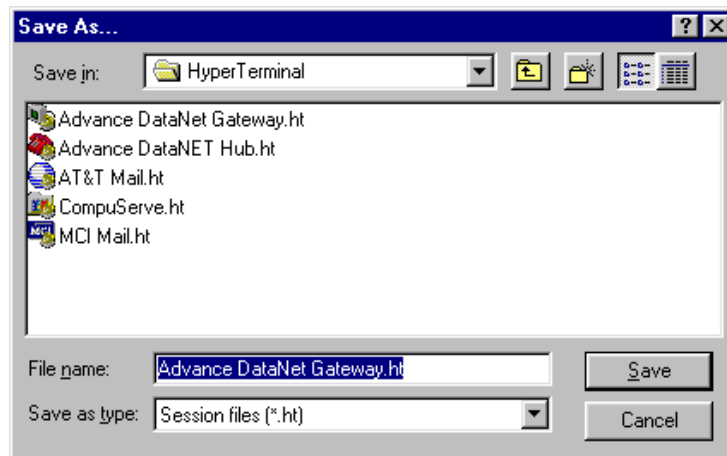 Save As...
Save in: HyperTerminal
Advance DataNet Gateway.ht
Advance DataNET Hub.ht
AT&T Mail.ht
CompuServe.ht
MCI Mail.ht
File name: Advance DataNet Gateway.ht Save
Save as type: Session files (*.ht) Cancel